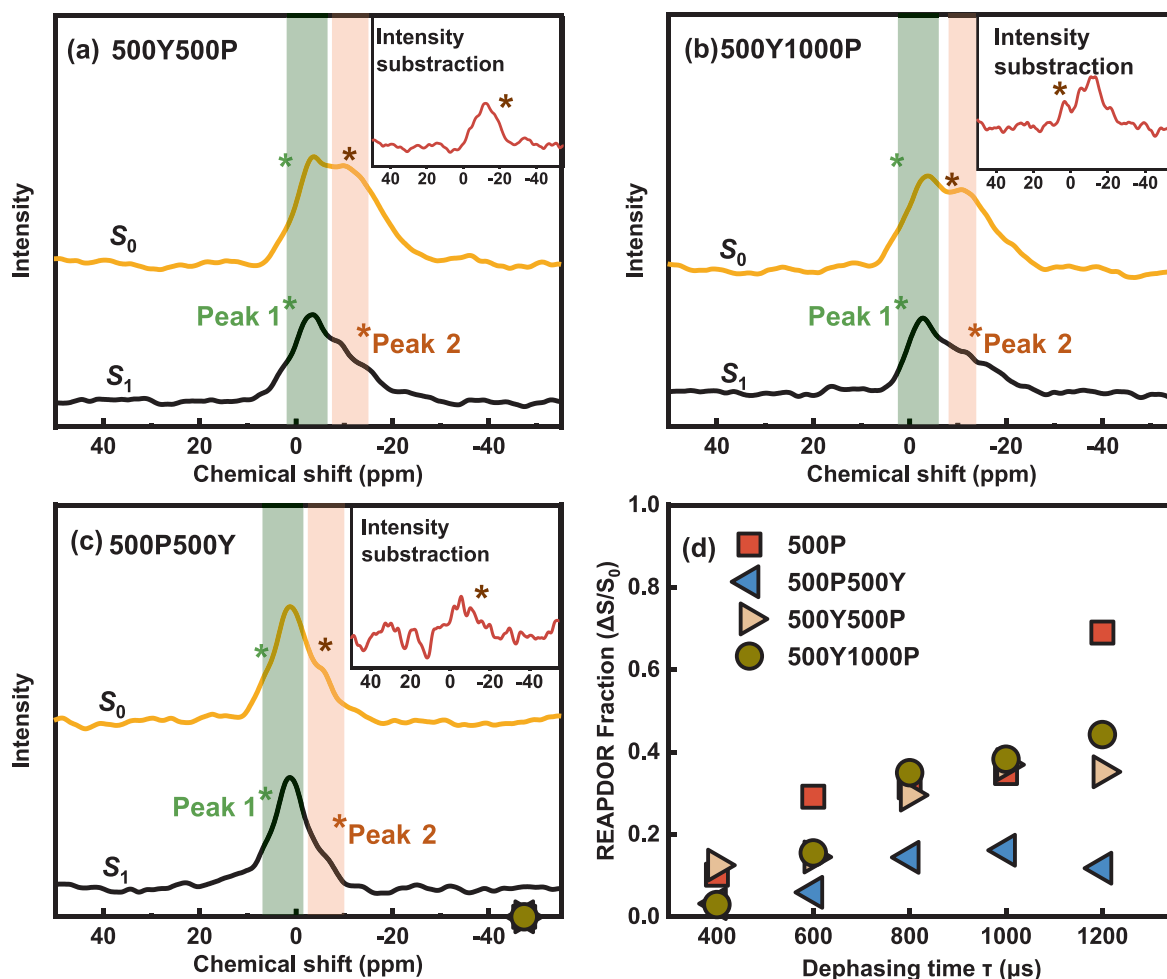 (a) 500Y500P
Intensity
substraction
*
40 20 0 -20 -40
* *
S0
Peak 1*
*Peak 2
S1
Intensity
40 20 0 -20 -40
Chemical shift (ppm)
(b) 500Y1000P
Intensity
substraction
*
40 20 0 -20 -40
* *
S0
Peak 1*
*Peak 2
S1
Intensity
40 20 0 -20 -40
Chemical shift (ppm)
(c) 500P500Y
Intensity
substraction
*
40 20 0 -20 -40
* *
S0
Peak 1*
*Peak 2
S1
Intensity
40 20 0 -20 -40
Chemical shift (ppm)
(d)
500P
500P500Y
500Y500P
500Y1000P
REAPDOR Fraction (ΔS/S0)
1.0
0.8
0.6
0.4
0.2
0.0
400 600 800 1000 1200
Dephasing time τ (μs)